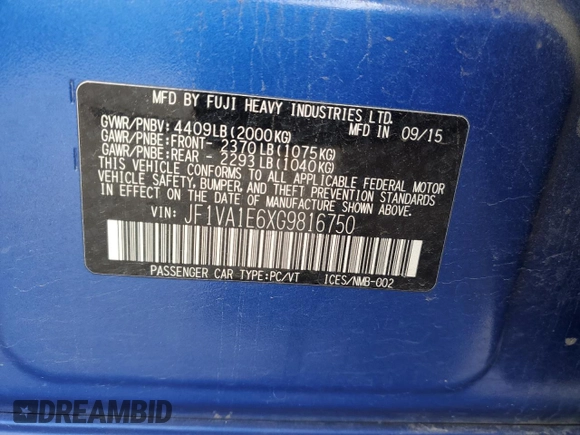 MFD BY FUJI HEAVY INDUSTRIES LTD.
GVWR/PNBV: 4409LB(2000KG) MFD IN 09/15
GAWR/PNBE:FRONT- 2370LB(1075KG)
GAWR/PNBE:REAR - 2293LB(1040KG)
THIS VEHICLE CONFORMS TO ALL APPLICABLE FEDERAL MOTOR
VEHICLE SAFETY, BUMPER, AND THEFT PREVENTION STANDARDS
IN EFFECT ON THE DATE OF MANUFACTURE SHOWN ABOVE.
VIN: JF1VA1E6XG9816750
PASSENGER CAR TYPE:PC/VT ICES/NMB-002
DREAMBID